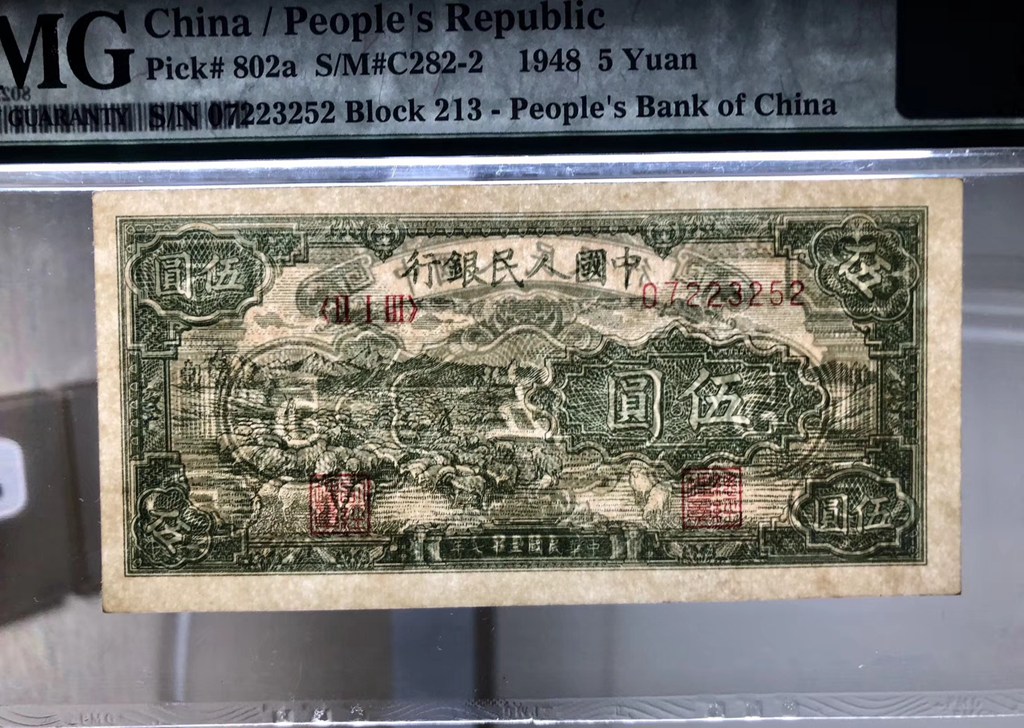 MG
China / People's Republic
Pick# 802a S/M#C282-2 1948 5 Yuan
GUARANTY
S/N 07223252 Block 213 - People's Bank of China
伍
中國人民銀行
伍圓
07223252
〈II I III〉
伍圓
伍圓
伍